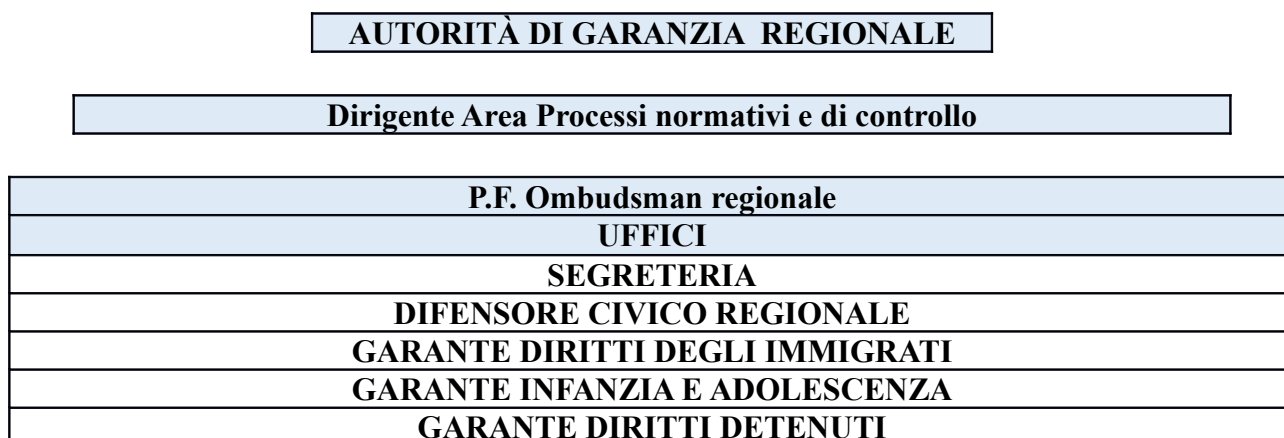 AUTORITÀ DI GARANZIA REGIONALE
Dirigente Area Processi normativi e di controllo
P.F. Ombudsman regionale
UFFICI
SEGRETERIA
DIFENSORE CIVICO REGIONALE
GARANTE DIRITTI DEGLI IMMIGRATI
GARANTE INFANZIA E ADOLESCENZA
GARANTE DIRITTI DETENUTI